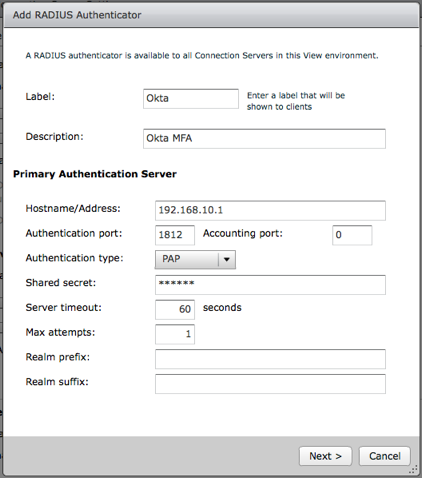 Add RADIUS Authenticator
A RADIUS authenticator is available to all Connection Servers in this View environment.
Label: Okta Enter a label that will be
shown to clients
Description: Okta MFA
Primary Authentication Server
Hostname/Address: 192.168.10.1
Authentication port: 1812 Accounting port: 0
Authentication type: PAP
Shared secret: ******
Server timeout: 60 seconds
Max attempts: 1
Realm prefix:
Realm suffix:
Next > Cancel